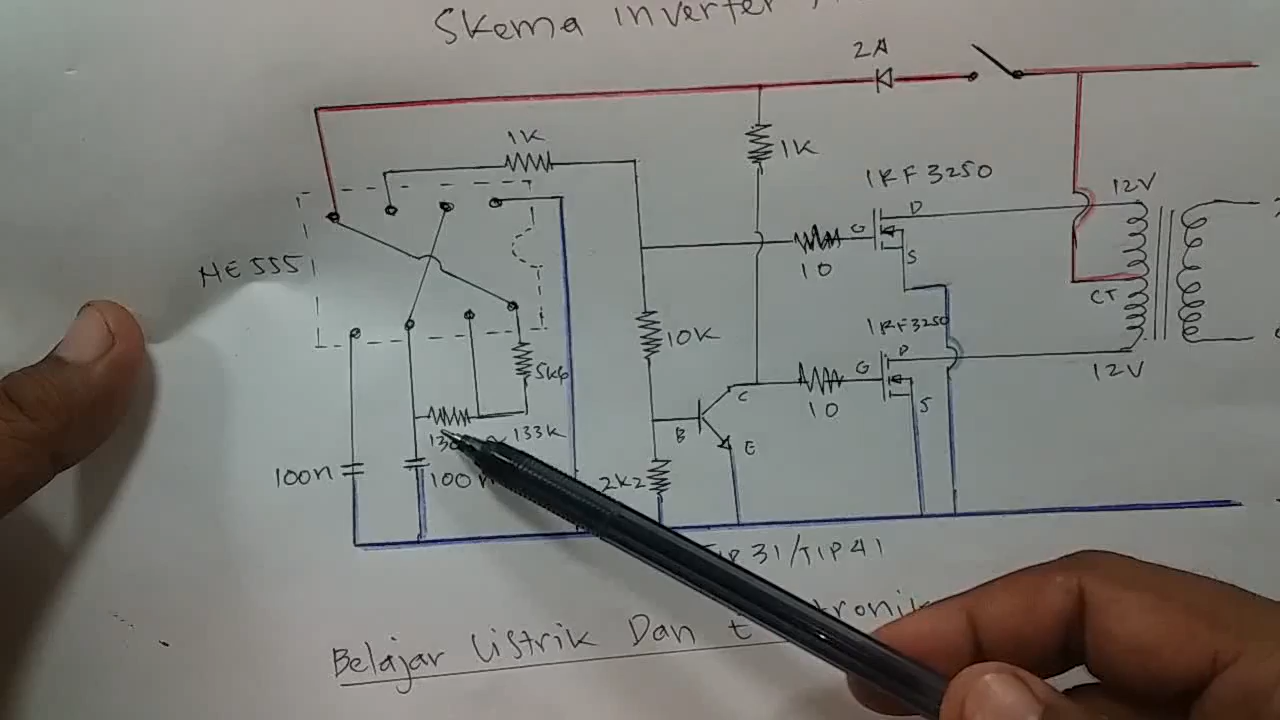 Skema Inverter
2A
1K
1K
IRF3250
12V
D
G
S
10
NE555
CT
10K
IRF3250
D
G
S
12V
5K6
C
10
B
E
133K
100n
100
2K2
TIP31/TIP41
Belajar Listrik Dan